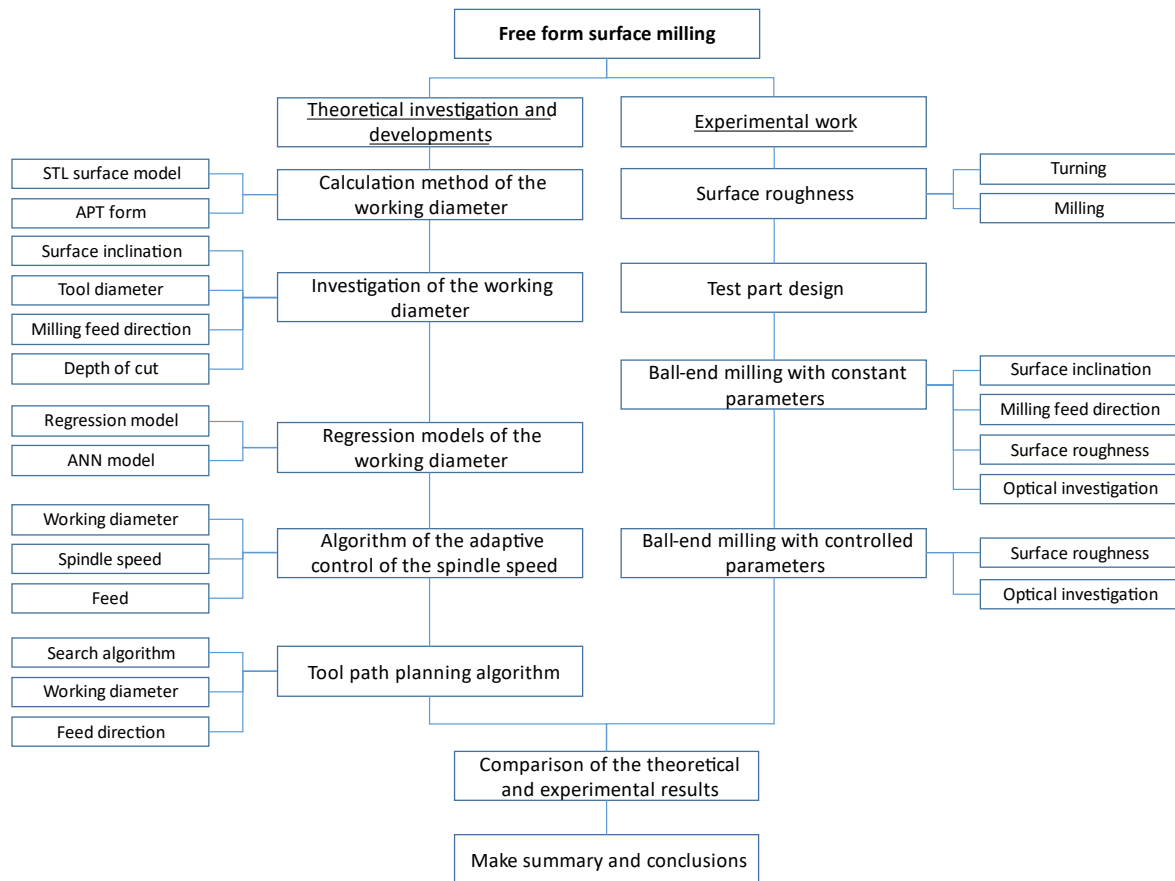 Free form surface milling
Theoretical investigation and
developments
STL surface model
APT form
Calculation method of the
working diameter
Surface inclination
Tool diameter
Milling feed direction
Depth of cut
Investigation of the working
diameter
Regression model
ANN model
Regression models of the
working diameter
Working diameter
Spindle speed
Feed
Algorithm of the adaptive
control of the spindle speed
Search algorithm
Working diameter
Feed direction
Tool path planning algorithm
Experimental work
Surface roughness
Turning
Milling
Test part design
Ball-end milling with constant
parameters
Surface inclination
Milling feed direction
Surface roughness
Optical investigation
Ball-end milling with controlled
parameters
Surface roughness
Optical investigation
Comparison of the theoretical
and experimental results
Make summary and conclusions